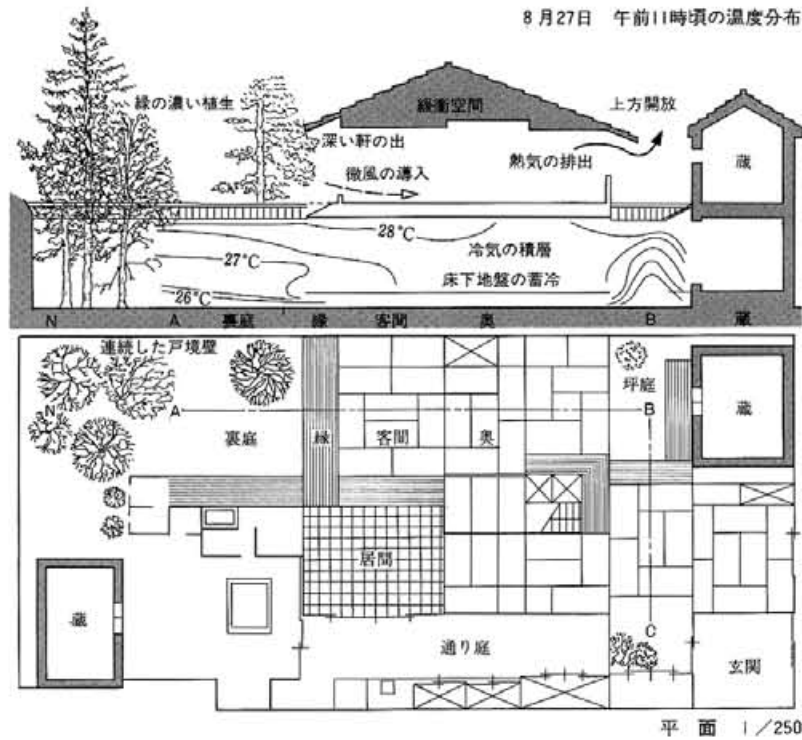 8月27日 午前11時頃の温度分布
緑の濃い植生
緩衝空間
上方開放
深い軒の出
微風の導入
熱気の排出
蔵
28℃
冷気の積層
27℃
床下地盤の蓄冷
26℃
N A 裏庭 縁 客間 奥 B 蔵
連続した戸境壁
坪庭
N A B 蔵
裏庭 縁 客間 奥
居間
蔵
C
通り庭
玄関
平面 1/250